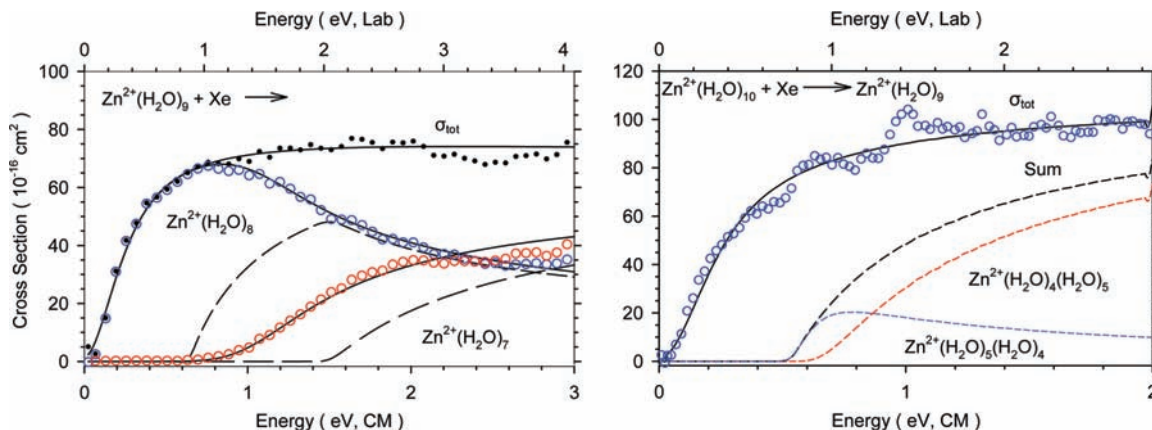 Energy ( eV, Lab)
0 1 2 3 4
100
80
60
40
20
0
Cross Section ( 10⁻¹⁶ cm²)
Zn²⁺(H₂O)₉ + Xe
σtot
Zn²⁺(H₂O)₈
Zn²⁺(H₂O)₇
0 1 2 3
Energy ( eV, CM)
Energy ( eV, Lab)
0 1 2
120
100
80
60
40
20
0
Zn²⁺(H₂O)₁₀ + Xe Zn²⁺(H₂O)₉
σtot
Sum
Zn²⁺(H₂O)₄(H₂O)₅
Zn²⁺(H₂O)₅(H₂O)₄
0 1 2
Energy ( eV, CM)